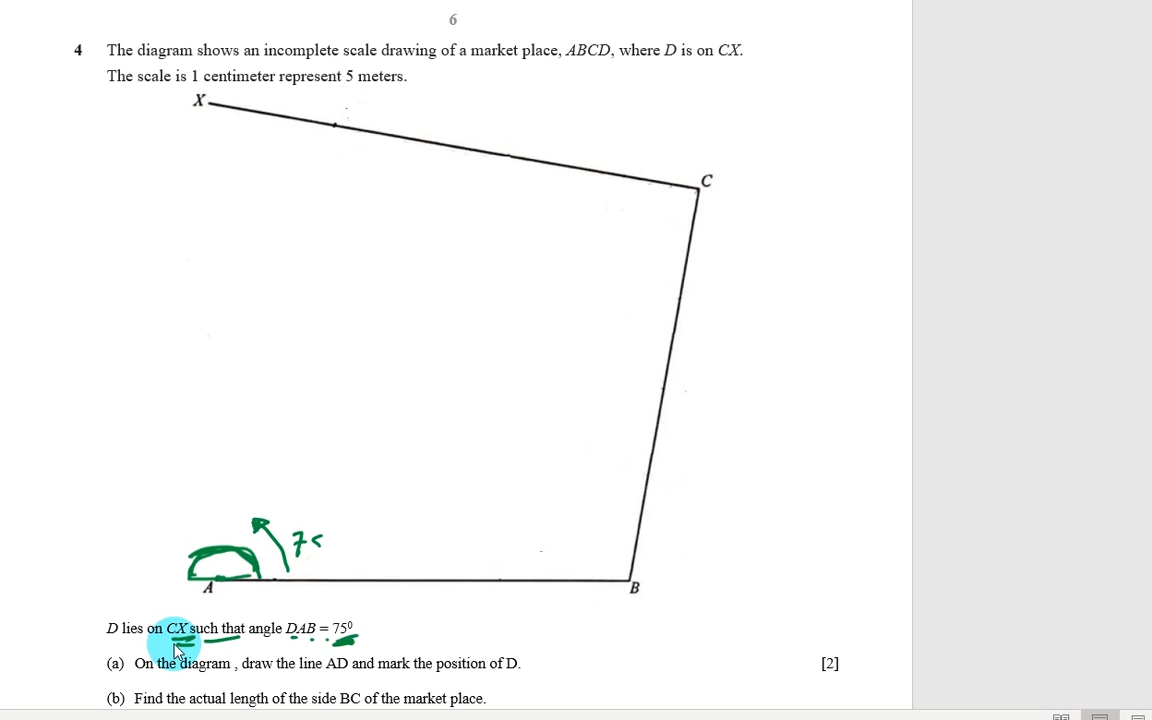 6
4 The diagram shows an incomplete scale drawing of a market place, ABCD, where D is on CX.
The scale is 1 centimeter represent 5 meters.
X
C
75
A
B
D lies on CX such that angle DAB = 75⁰
(a) On the diagram , draw the line AD and mark the position of D. [2]
(b) Find the actual length of the side BC of the market place.